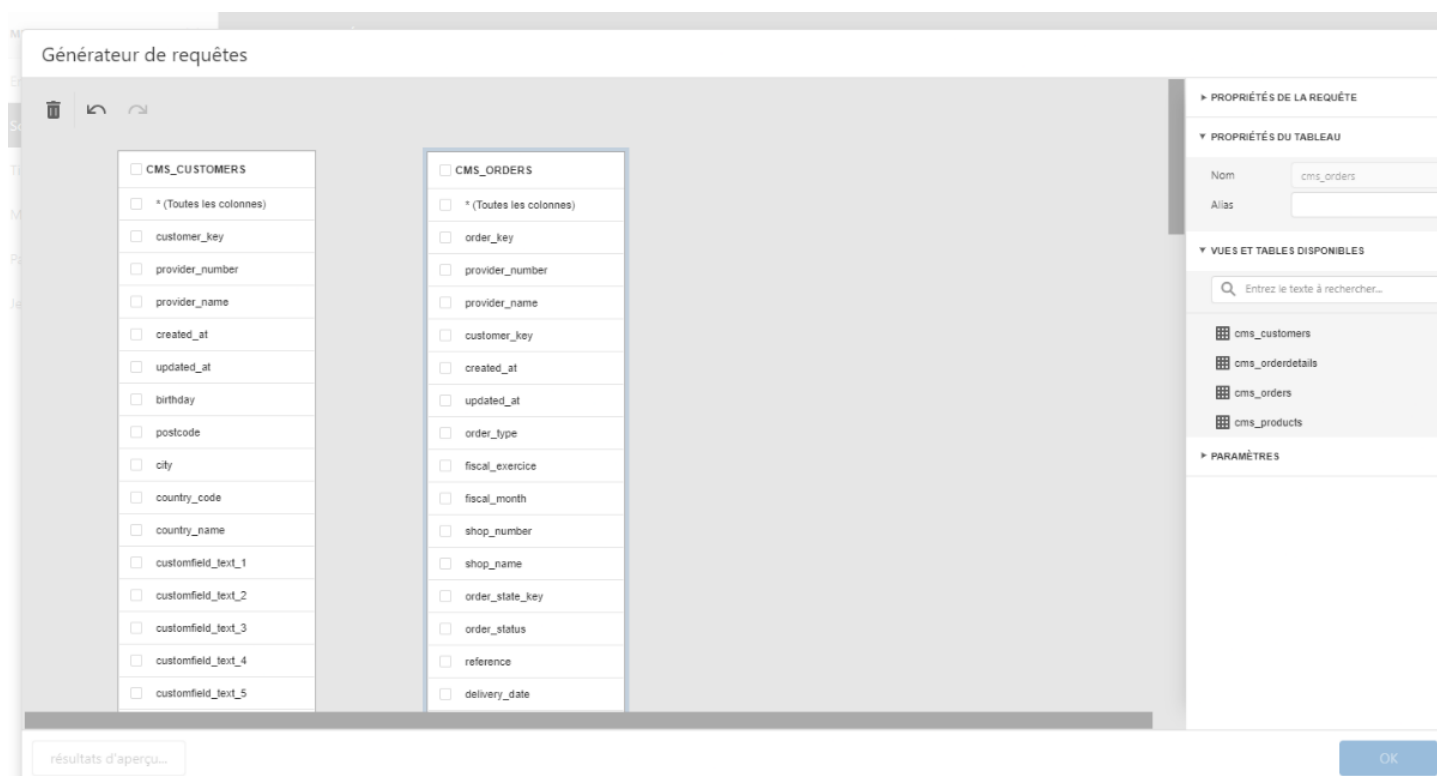 Générateur de requêtes
CMS_CUSTOMERS
* (Toutes les colonnes)
customer_key
provider_number
provider_name
created_at
updated_at
birthday
postcode
city
country_code
country_name
customfield_text_1
customfield_text_2
customfield_text_3
customfield_text_4
customfield_text_5
CMS_ORDERS
* (Toutes les colonnes)
order_key
provider_number
provider_name
customer_key
created_at
updated_at
order_type
fiscal_exercice
fiscal_month
shop_number
shop_name
order_state_key
order_status
reference
delivery_date
PROPRIÉTÉS DE LA REQUÊTE
PROPRIÉTÉS DU TABLEAU
Nom cms_orders
Alias
VUES ET TABLES DISPONIBLES
Entrez le texte à rechercher...
cms_customers
cms_orderdetails
cms_orders
cms_products
PARAMÈTRES
résultats d'aperçu...
OK